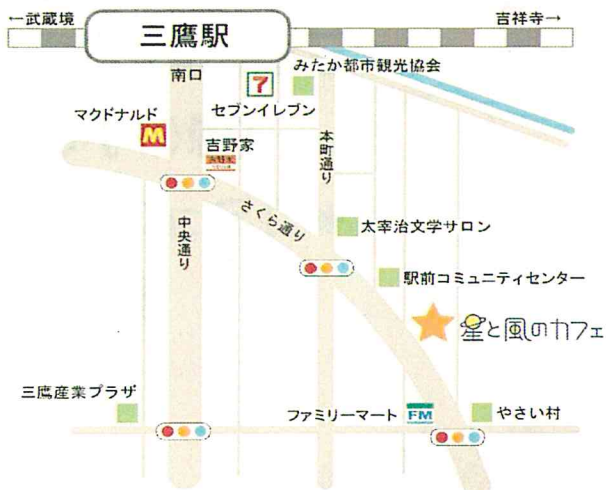 ←武蔵境
吉祥寺→
三鷹駅
南口
みたか都市観光協会
7
セブンイレブン
マクドナルド
M
吉野家
本町通り
さくら通り
中央通り
太宰治文学サロン
駅前コミュニティセンター
星と風のカフェ
三鷹産業プラザ
ファミリーマート
FM
やさい村